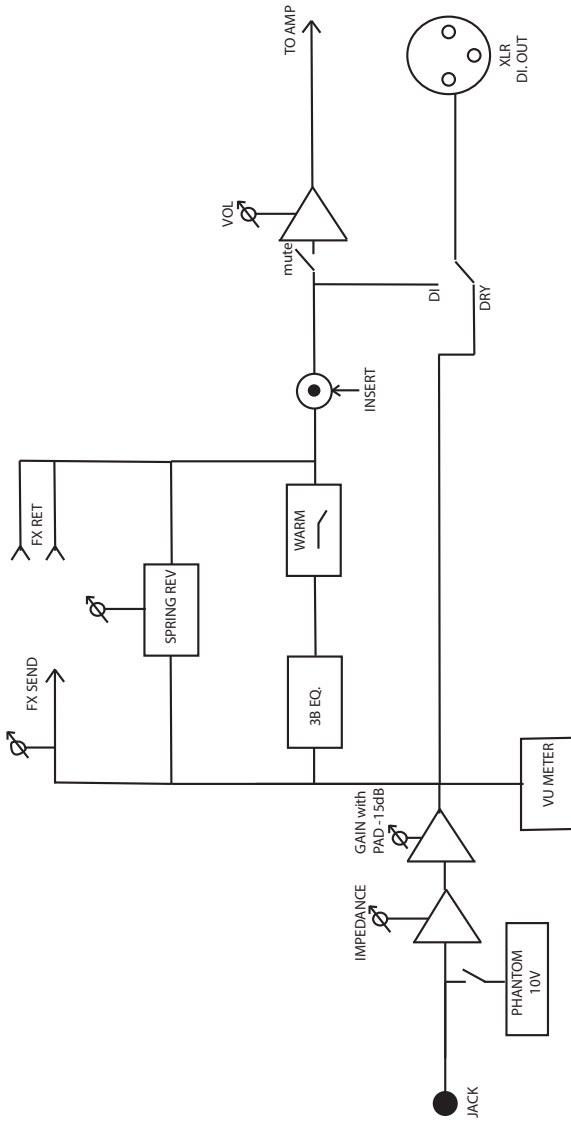 JACK
PHANTOM
10V
IMPEDANCE
GAIN with
PAD -15dB
VU METER
FX SEND
SPRING REV
FX RET
3B EQ.
WARM
INSERT
mute
VOL
TO AMP
DI
DRY
XLR
DI. OUT